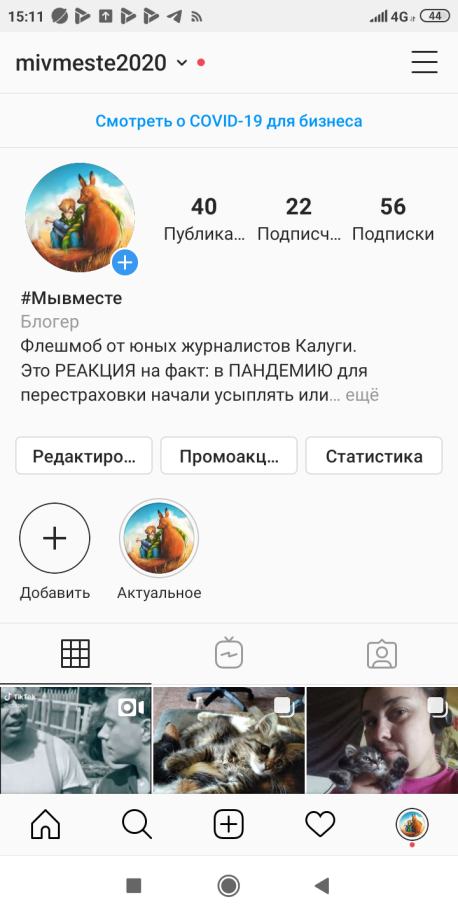 15:11 4G 44
mivmeste2020
Смотреть о COVID-19 для бизнеса
40 22 56
Публика... Подписч... Подписки
#Мывместе
Блогер
Флешмоб от юных журналистов Калуги.
Это РЕАКЦИЯ на факт: в ПАНДЕМИЮ для
перестраховки начали усыплять или... ещё
Редактиро... Промоакц... Статистика
Добавить Актуальное
TikTok